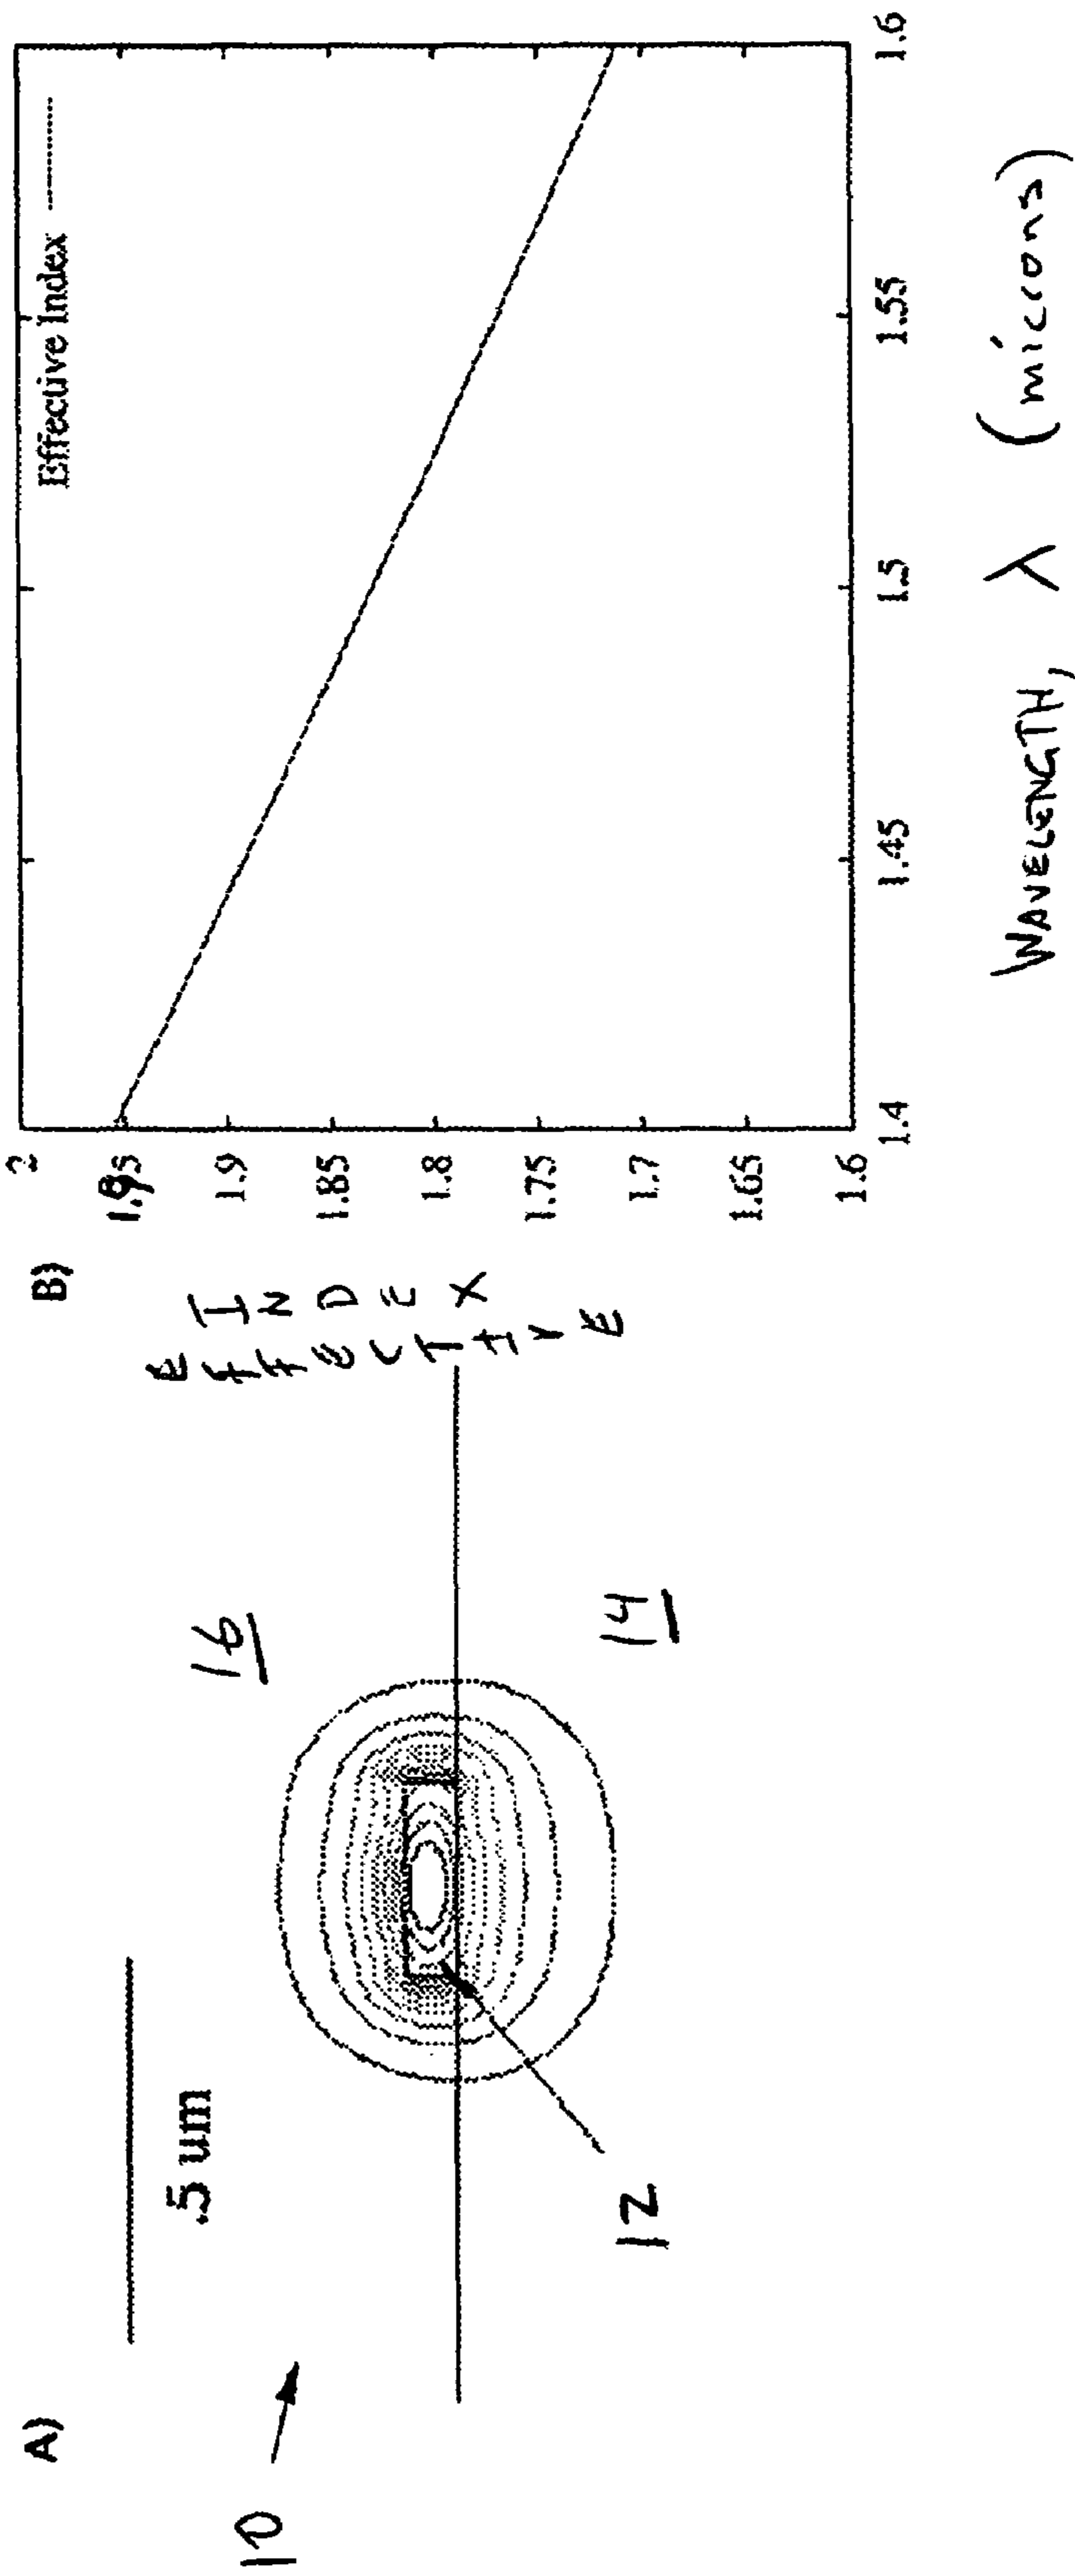 A)
10
.5 um
16
12
14
B)
EFFECTIVE
INDEX
2
1.95
1.9
1.85
1.8
1.75
1.7
1.65
1.6
Effective Index
1.4
1.45
1.5
1.55
1.6
WAVELENGTH, λ (microns)